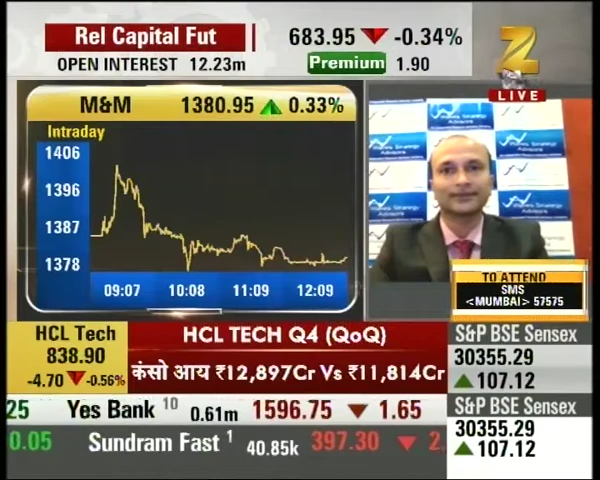 Rel Capital Fut
683.95 -0.34%
OPEN INTEREST 12.23m
Premium 1.90
Z
LIVE
M&M 1380.95 0.33%
Intraday
1406
1396
1387
1378
09:07 10:08 11:09 12:09
Waves Strategy
Advisors
TO ATTEND
SMS
<MUMBAI> 57575
HCL Tech
838.90
-4.70 -0.56%
HCL TECH Q4 (QoQ)
कंसो आय ₹12,897Cr Vs ₹11,814Cr
S&P BSE Sensex
30355.29
107.12
S&P BSE Sensex
30355.29
107.12
25 Yes Bank 10 0.61m 1596.75 1.65
0.05 Sundram Fast 1 40.85k 397.30 2.